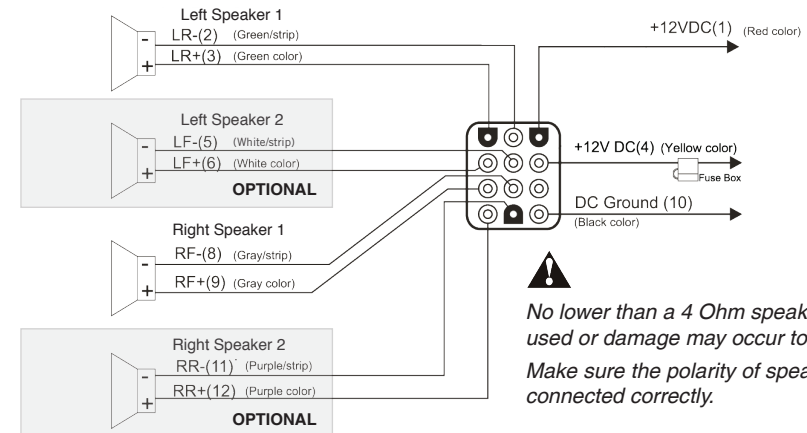 Left Speaker 1
LR-(2) (Green/strip)
LR+(3) (Green color)
+12VDC(1) (Red color)
Left Speaker 2
LF-(5) (White/strip)
LF+(6) (White color)
OPTIONAL
+12V DC(4) (Yellow color)
Fuse Box
DC Ground (10)
(Black color)
Right Speaker 1
RF-(8) (Gray/strip)
RF+(9) (Gray color)
Right Speaker 2
RR-(11) (Purple/strip)
RR+(12) (Purple color)
OPTIONAL
No lower than a 4 Ohm speak
used or damage may occur to
Make sure the polarity of spea
connected correctly.